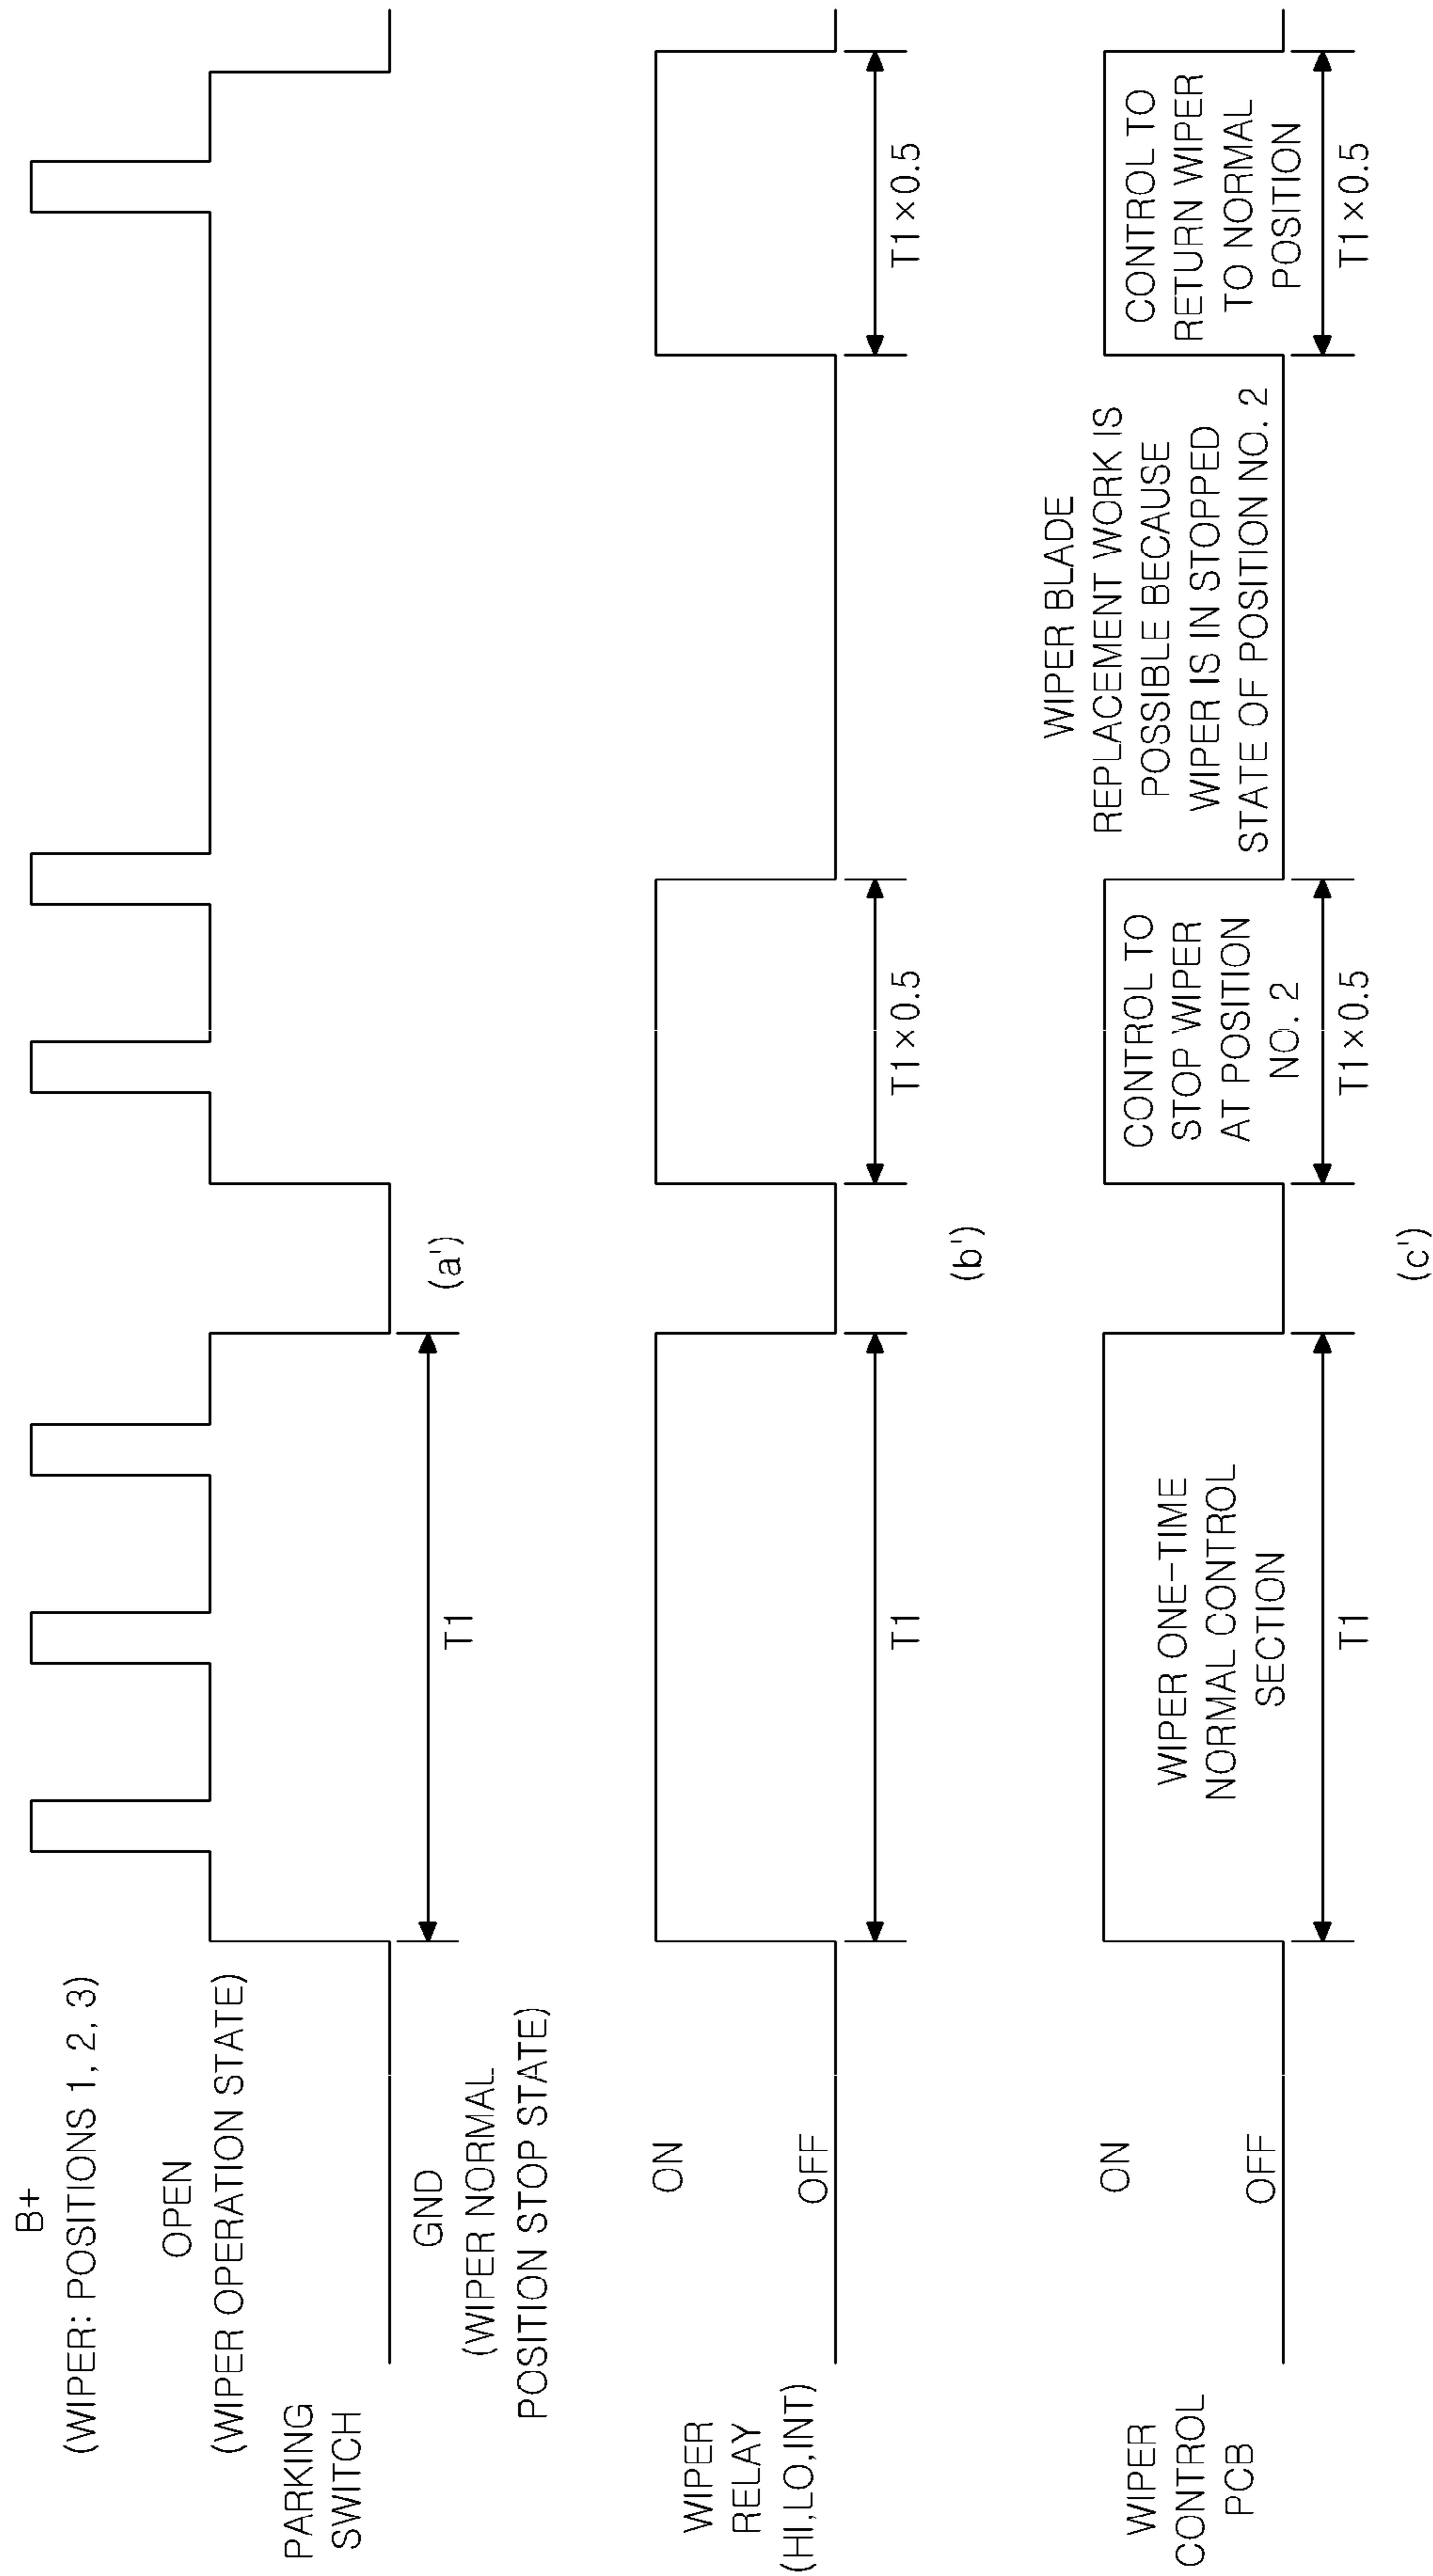 B+
(WIPER: POSITIONS 1, 2, 3)
OPEN
(WIPER OPERATION STATE)
PARKING
SWITCH
GND
(WIPER NORMAL
POSITION STOP STATE)
T1
(a')
WIPER
RELAY
(HI,LO,INT)
ON
OFF
T1
T1×0.5
T1×0.5
(b')
WIPER
CONTROL
PCB
ON
OFF
WIPER ONE-TIME
NORMAL CONTROL
SECTION
T1
CONTROL TO
STOP WIPER
AT POSITION
NO. 2
T1×0.5
WIPER BLADE
REPLACEMENT WORK IS
POSSIBLE BECAUSE
WIPER IS IN STOPPED
STATE OF POSITION NO. 2
CONTROL TO
RETURN WIPER
TO NORMAL
POSITION
T1×0.5
(c')